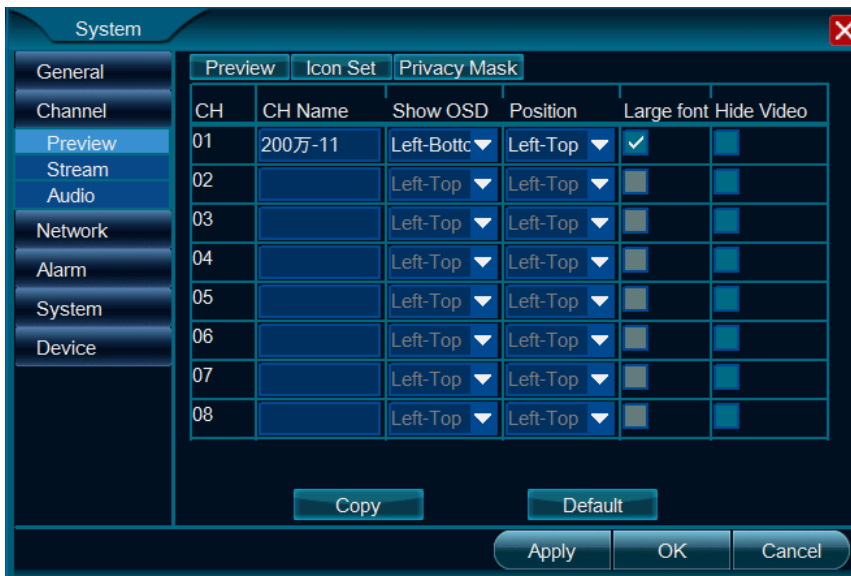 System
General
Channel
Preview
Stream
Audio
Network
Alarm
System
Device
Preview Icon Set Privacy Mask
CH CH Name Show OSD Position Large font Hide Video
01 200万-11 Left-Botto Left-Top
02 Left-Top Left-Top
03 Left-Top Left-Top
04 Left-Top Left-Top
05 Left-Top Left-Top
06 Left-Top Left-Top
07 Left-Top Left-Top
08 Left-Top Left-Top
Copy Default
Apply OK Cancel